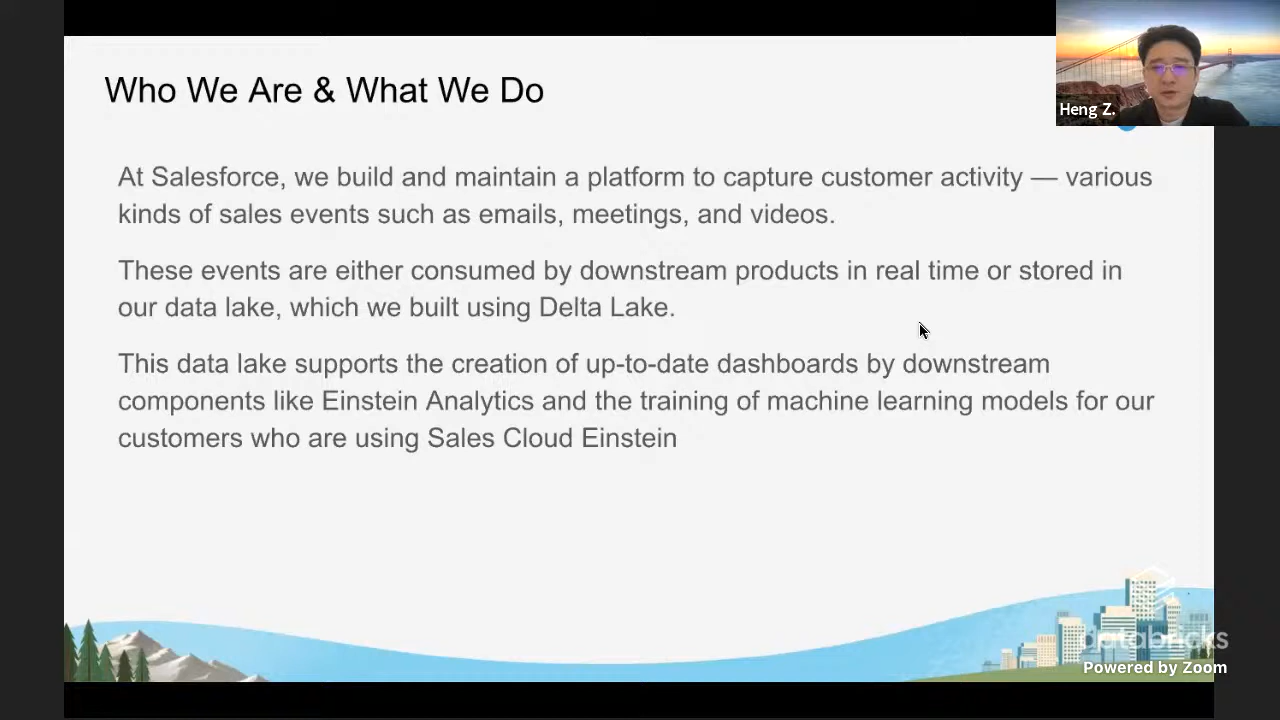 Who We Are & What We Do
Heng Z.
At Salesforce, we build and maintain a platform to capture customer activity — various
kinds of sales events such as emails, meetings, and videos.
These events are either consumed by downstream products in real time or stored in
our data lake, which we built using Delta Lake.
This data lake supports the creation of up-to-date dashboards by downstream
components like Einstein Analytics and the training of machine learning models for our
customers who are using Sales Cloud Einstein
databricks
Powered by Zoom